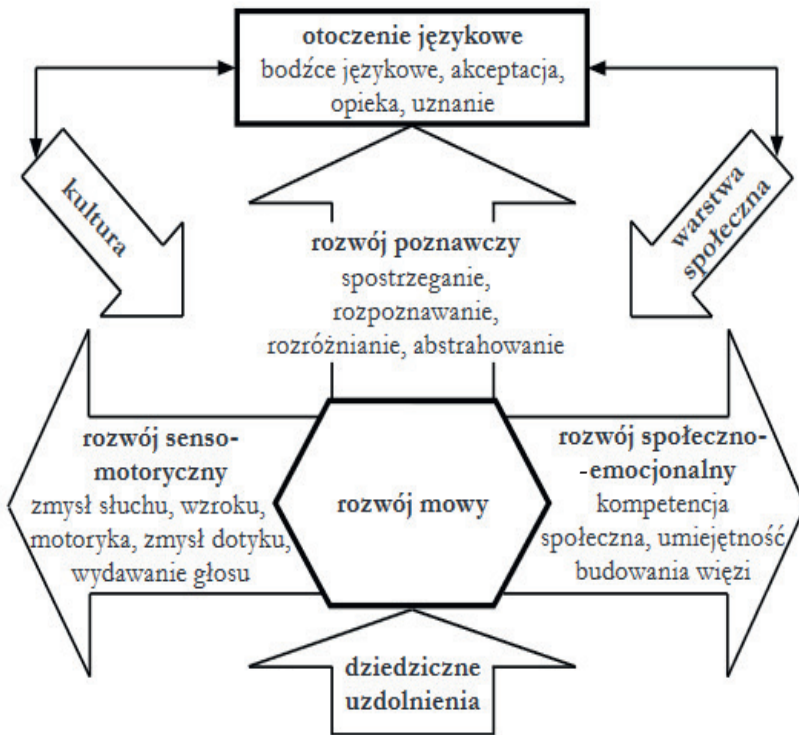 otoczenie językowe
bodźce językowe, akceptacja,
opieka, uznanie
kultura
warstwa
społeczna
rozwój poznawczy
spostrzeganie,
rozpoznawanie,
rozróżnianie, abstrahowanie
rozwój senso-
motoryczny
zmysł słuchu, wzroku,
motoryka, zmysł dotyku,
wydawanie głosu
rozwój mowy
rozwój społeczno-
-emocjonalny
kompetencja
społeczna, umiejętność
budowania więzi
dziedziczne
uzdolnienia